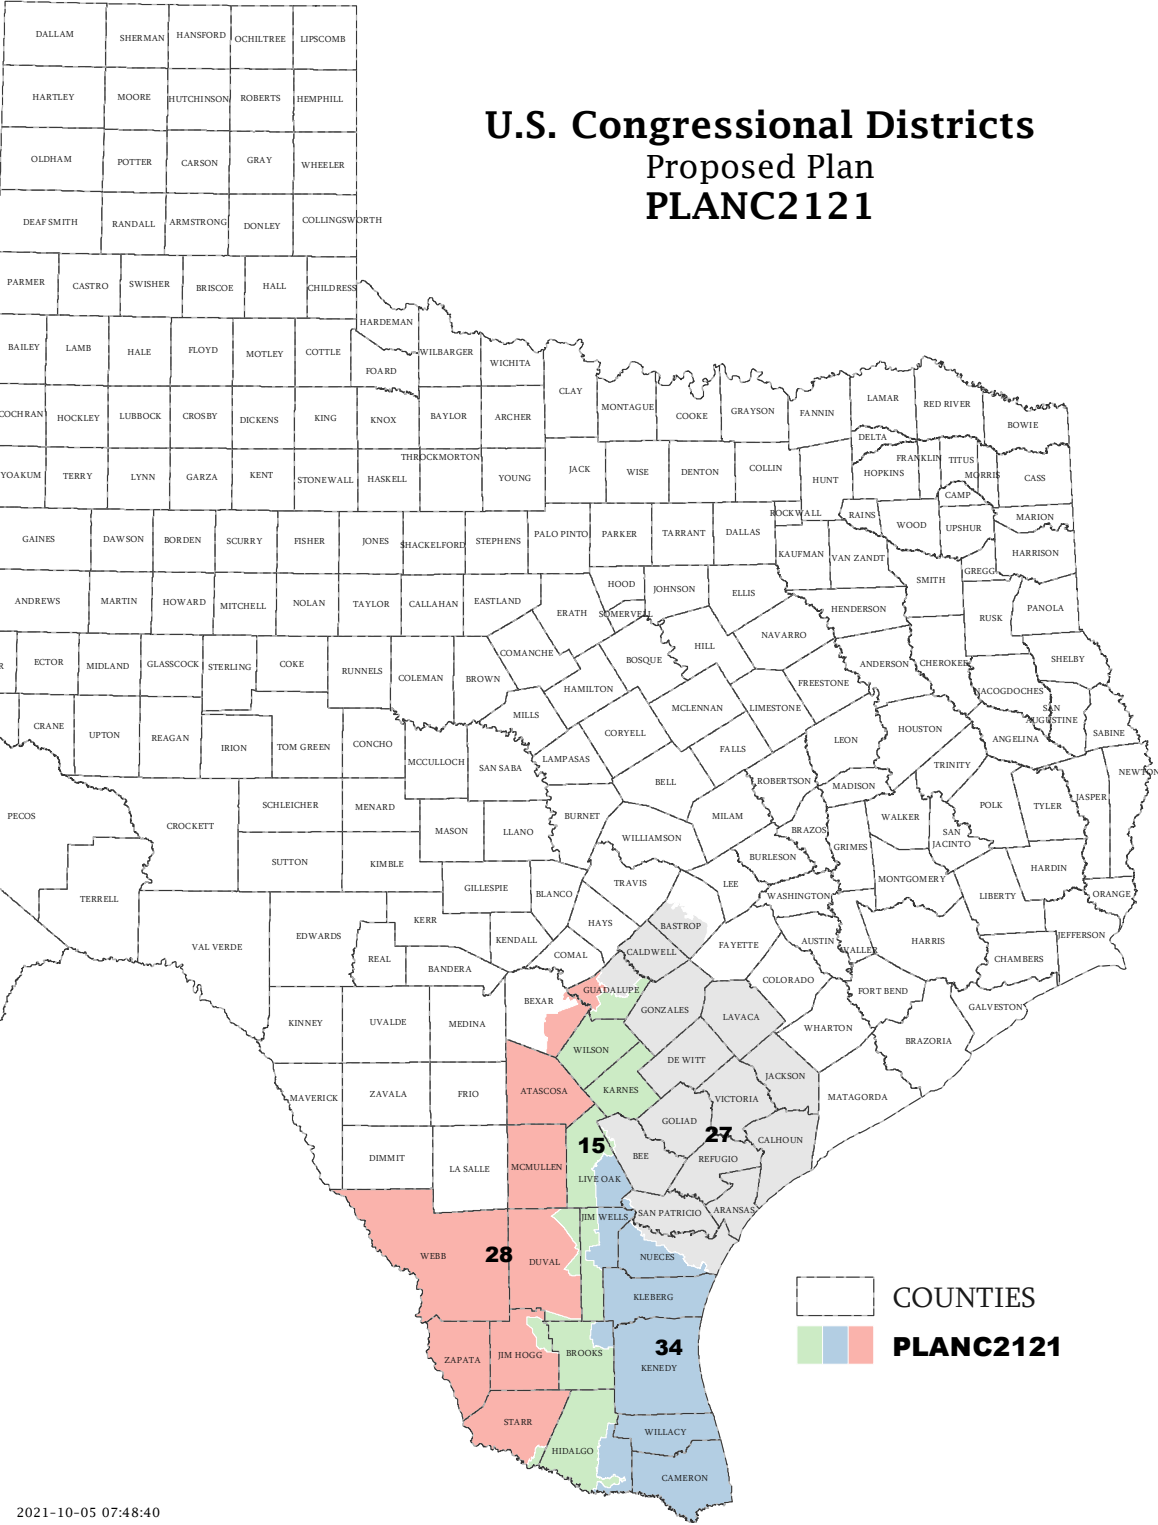 U.S. Congressional Districts
Proposed Plan
PLANC2121
DALLAM SHERMAN HANSFORD OCHILTREE LIPSCOMB
HARTLEY MOORE HUTCHINSON ROBERTS HEMPHILL
OLDHAM POTTER CARSON GRAY WHEELER
DEAF SMITH RANDALL ARMSTRONG DONLEY COLLINGSWORTH
PARMER CASTRO SWISHER BRISCOE HALL CHILDRESS
HARDEMAN
BAILEY LAMB HALE FLOYD MOTLEY COTTLE WILBARGER WICHITA
FOARD CLAY
COCHRAN HOCKLEY LUBBOCK CROSBY DICKENS KING KNOX BAYLOR ARCHER MONTAGUE COOKE GRAYSON FANNIN LAMAR RED RIVER BOWIE
DELTA
THROCKMORTON FRANKLIN TITUS
YOAKUM TERRY LYNN GARZA KENT STONEWALL HASKELL YOUNG JACK WISE DENTON COLLIN HUNT HOPKINS MORRIS CASS
CAMP
ROCKWALL RAINS WOOD UPSHUR MARION
GAINES DAWSON BORDEN SCURRY FISHER JONES SHACKELFORD STEPHENS PALO PINTO PARKER TARRANT DALLAS KAUFMAN VAN ZANDT HARRISON
SMITH GREGG
ANDREWS MARTIN HOWARD MITCHELL NOLAN TAYLOR CALLAHAN EASTLAND ERATH HOOD JOHNSON ELLIS HENDERSON RUSK PANOLA
SOMERVELL
R ECTOR MIDLAND GLASSCOCK STERLING COKE RUNNELS COLEMAN BROWN COMANCHE BOSQUE HILL NAVARRO ANDERSON CHEROKEE SHELBY
HAMILTON FREESTONE NACOGDOCHES
CRANE UPTON REAGAN IRION TOM GREEN CONCHO MILLS CORYELL MCLENNAN LIMESTONE LEON HOUSTON SAN
AUGUSTINE
ANGELINA SABINE
MCCULLOCH SAN SABA LAMPASAS BELL FALLS ROBERTSON MADISON TRINITY NEWTON
PECOS CROCKETT SCHLEICHER MENARD MASON LLANO BURNET MILAM BRAZOS WALKER POLK TYLER JASPER
SAN
JACINTO
SUTTON KIMBLE WILLIAMSON BURLESON GRIMES HARDIN
TERRELL GILLESPIE BLANCO TRAVIS LEE WASHINGTON MONTGOMERY LIBERTY ORANGE
VAL VERDE EDWARDS KERR KENDALL HAYS BASTROP FAYETTE AUSTIN WALLER HARRIS JEFFERSON
REAL BANDERA COMAL CALDWELL COLORADO CHAMBERS
KINNEY UVALDE MEDINA BEXAR GUADALUPE GONZALES LAVACA WHARTON FORT BEND BRAZORIA GALVESTON
WILSON DE WITT
MAVERICK ZAVALA FRIO ATASCOSA KARNES VICTORIA JACKSON MATAGORDA
GOLIAD
15 27
DIMMIT LA SALLE MCMULLEN LIVE OAK BEE REFUGIO CALHOUN
JIM WELLS SAN PATRICIO ARANSAS
WEBB 28 DUVAL NUECES
KLEBERG
COUNTIES
ZAPATA JIM HOGG BROOKS 34
KENEDY
PLANC2121
STARR HIDALGO WILLACY
CAMERON
2021-10-05 07:48:40